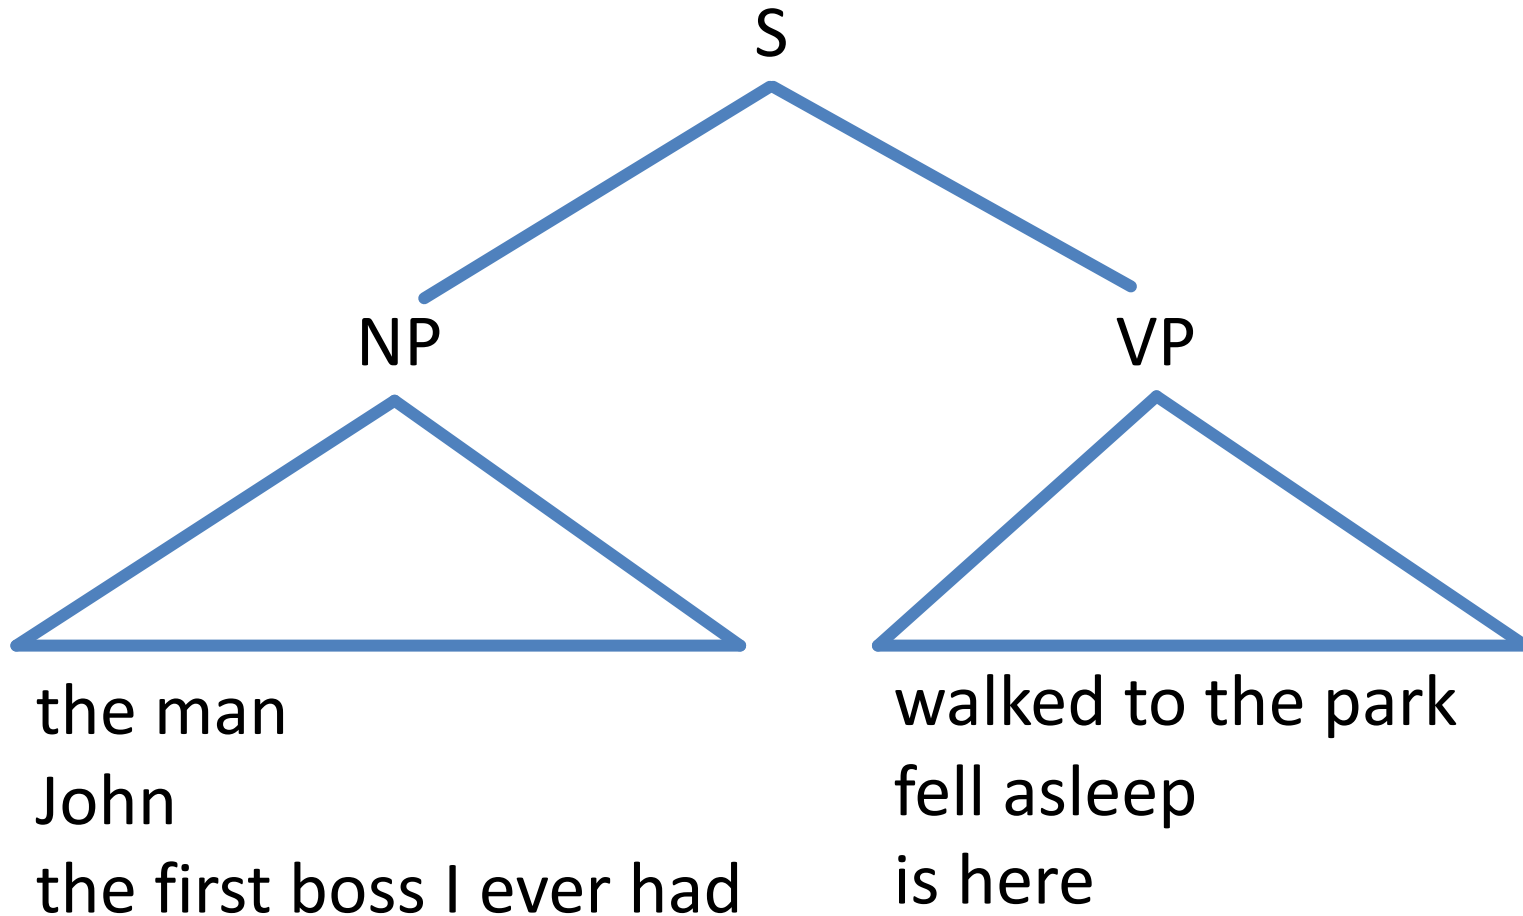 S
NP
VP
the man
John
the first boss I ever had
walked to the park
fell asleep
is here